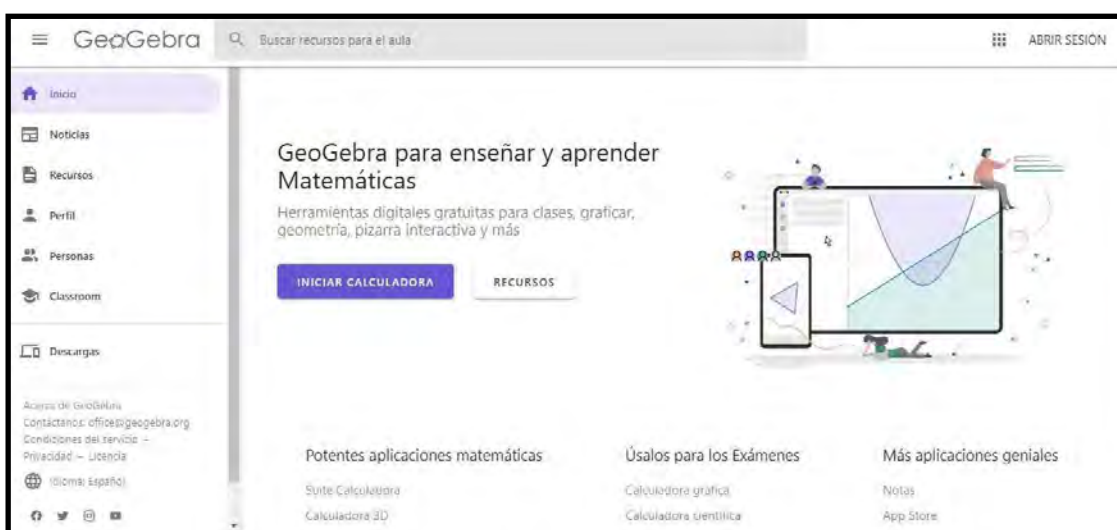 GeoGebra
Buscar recursos para el aula
ABRIR SESIÓN
Inicio
Noticias
Recursos
Perfil
Personas
Classroom
Descargas
Acerca de GeoGebra
Contáctanos: office@geogebra.org
Condiciones del servicio –
Privacidad – Licencia
Idioma: Español
GeoGebra para enseñar y aprender
Matemáticas
Herramientas digitales gratuitas para clases, graficar,
geometría, pizarra interactiva y más
INICIAR CALCULADORA
RECURSOS
Potentes aplicaciones matemáticas
Suite Calculadora
Calculadora 3D
Úsalos para los Exámenes
Calculadora gráfica
Calculadora científica
Más aplicaciones geniales
Notas
App Store